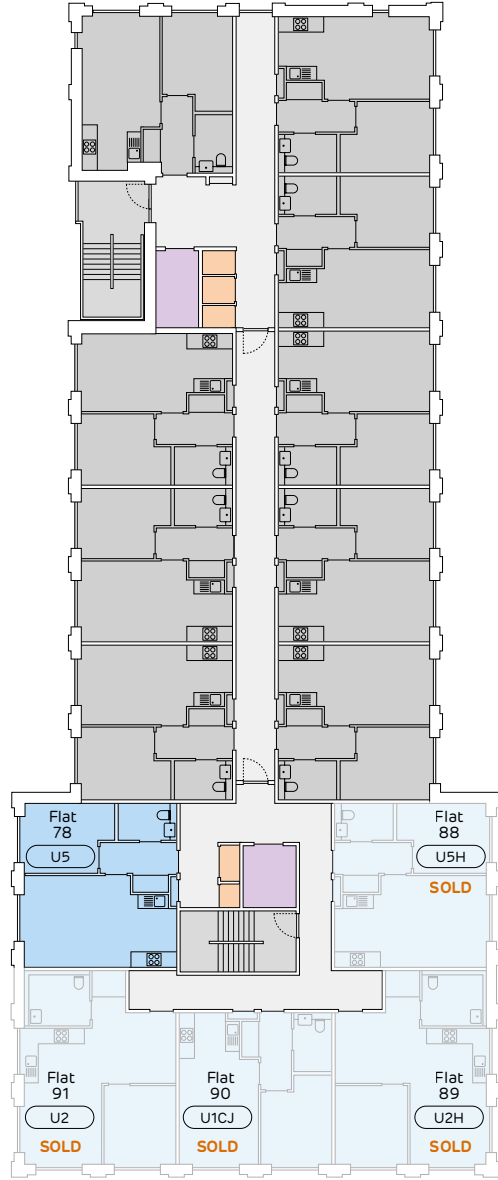 Flat
78
U5
Flat
88
U5H
SOLD
Flat
91
U2
SOLD
Flat
90
U1CJ
SOLD
Flat
89
U2H
SOLD